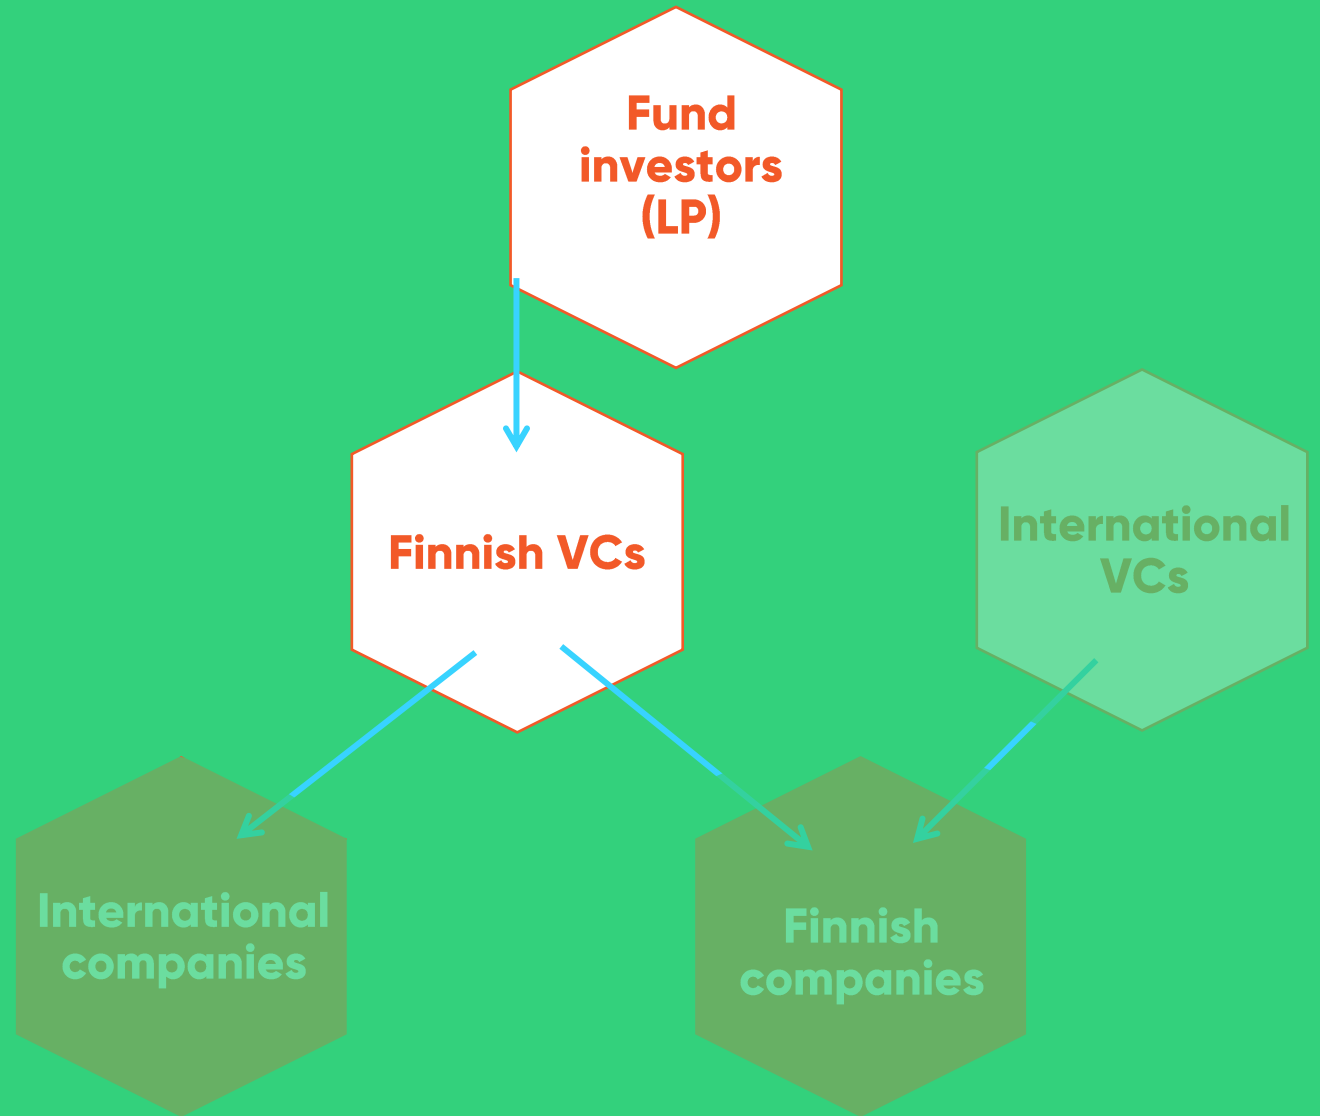 Fund
investors
(LP)
Finnish VCs
International
VCs
International
companies
Finnish
companies